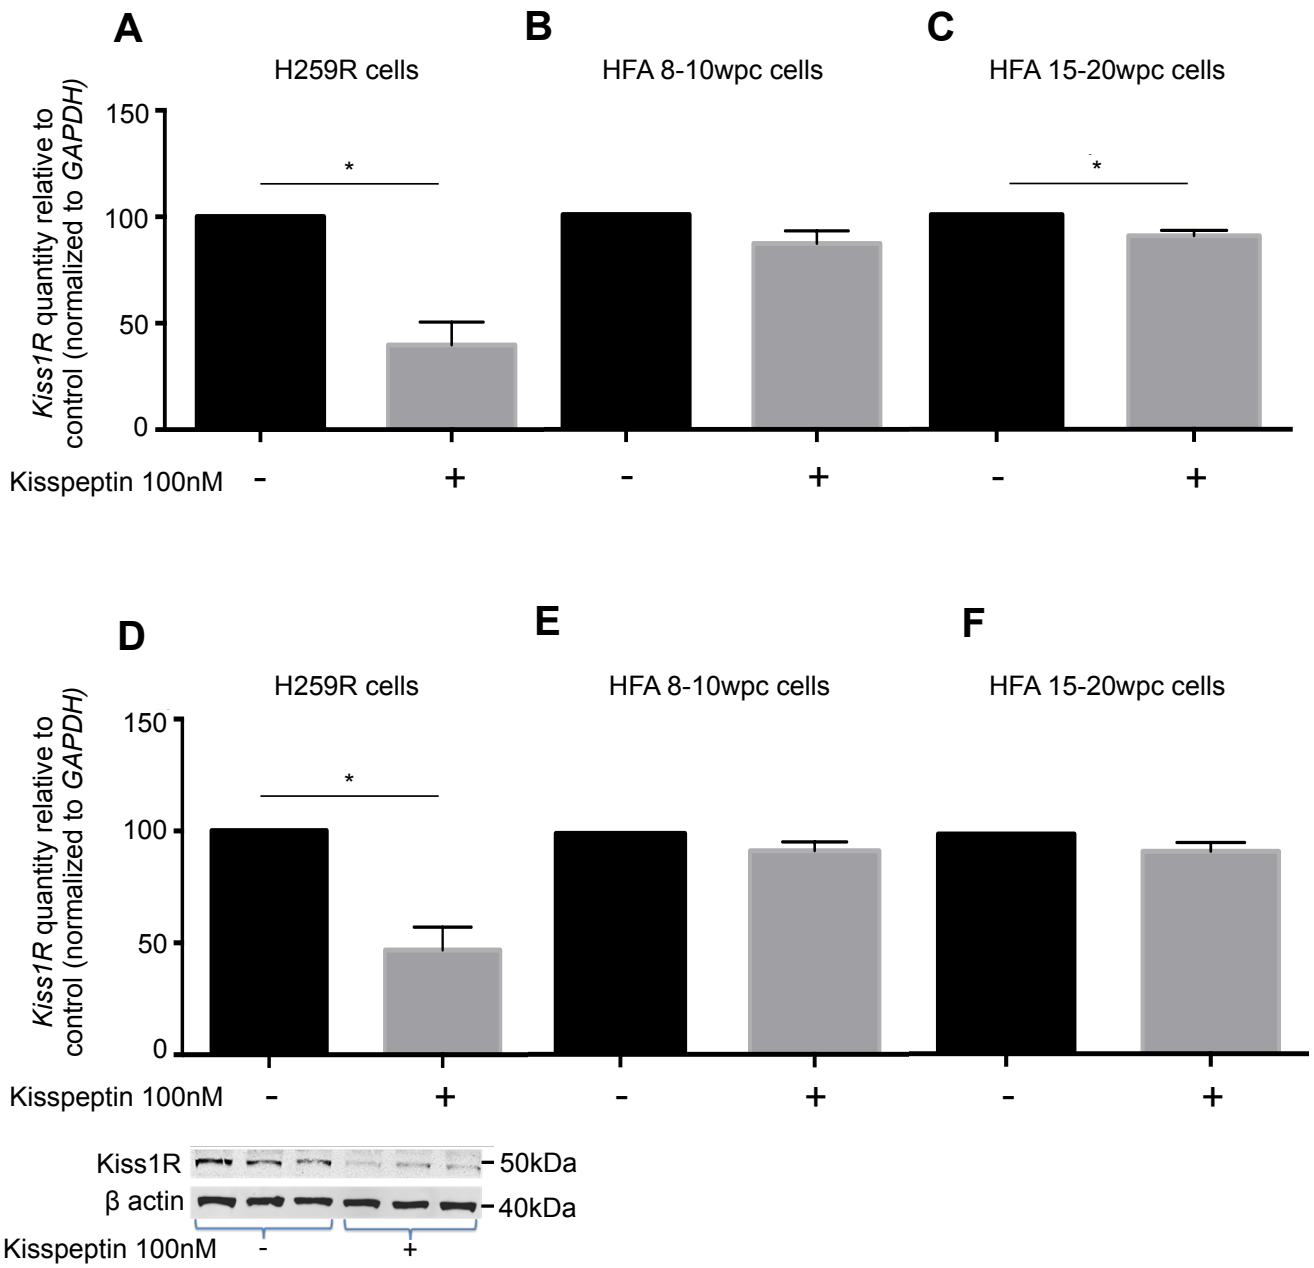 A
B
C
H259R cells
HFA 8-10wpc cells
HFA 15-20wpc cells
Kiss1R quantity relative to
control (normalized to GAPDH)
150
100
50
0
*
*
Kisspeptin 100nM - + - + - +
D
E
F
H259R cells
HFA 8-10wpc cells
HFA 15-20wpc cells
Kiss1R quantity relative to
control (normalized to GAPDH)
150
100
50
0
*
Kisspeptin 100nM - + - + - +
Kiss1R 50kDa
β actin 40kDa
Kisspeptin 100nM - +